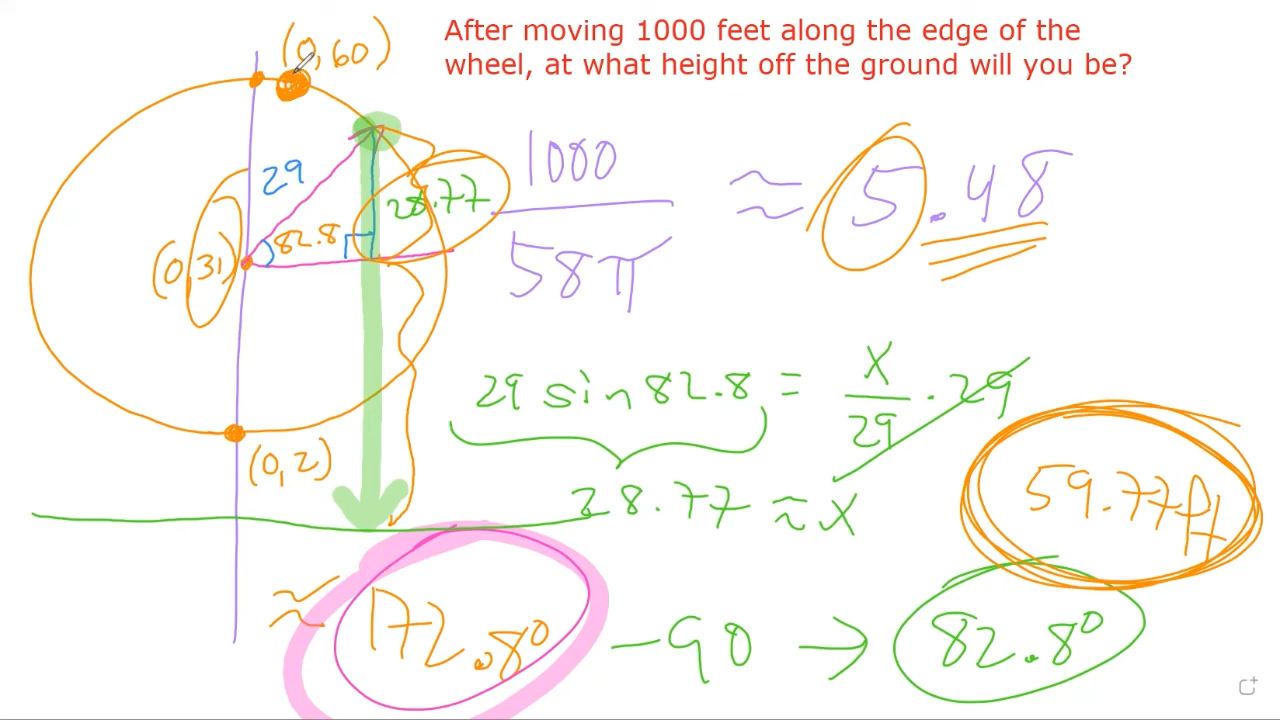 After moving 1000 feet along the edge of the
wheel, at what height off the ground will you be?
(0, 60)
29
82.8
28.77
(0, 31)
(0, 2)
1000
58π
≈ 5.48
29 sin 82.8 = X/29 · 29
28.77 ≈ X
59.77 ft
≈ 172.8° - 90 → 82.8°